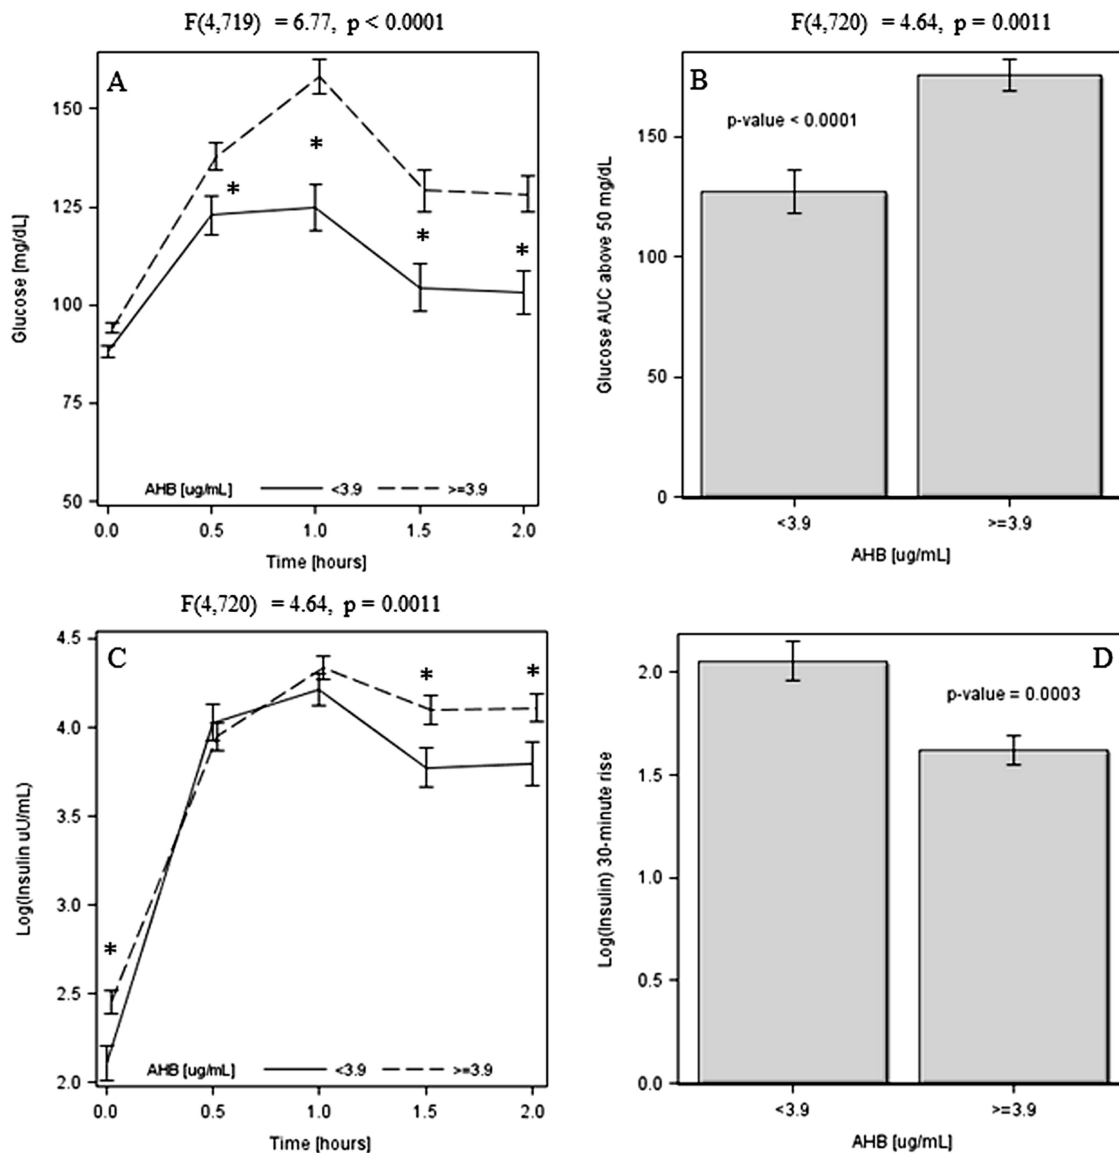 F(4,719) = 6.77, p < 0.0001
A
*
*
*
*
150
125
100
75
50
Glucose [mg/dL]
AHB [ug/mL] <3.9 >=3.9
0.0 0.5 1.0 1.5 2.0
Time [hours]
F(4,720) = 4.64, p = 0.0011
B
p-value < 0.0001
150
100
50
0
Glucose AUC above 50 mg/dL
<3.9 >=3.9
AHB [ug/mL]
F(4,720) = 4.64, p = 0.0011
C
*
*
*
4.5
4.0
3.5
3.0
2.5
2.0
Log(Insulin uU/mL)
AHB [ug/mL] <3.9 >=3.9
0.0 0.5 1.0 1.5 2.0
Time [hours]
D
p-value = 0.0003
2.0
1.5
1.0
0.5
0.0
Log(Insulin) 30-minute rise
<3.9 >=3.9
AHB [ug/mL]